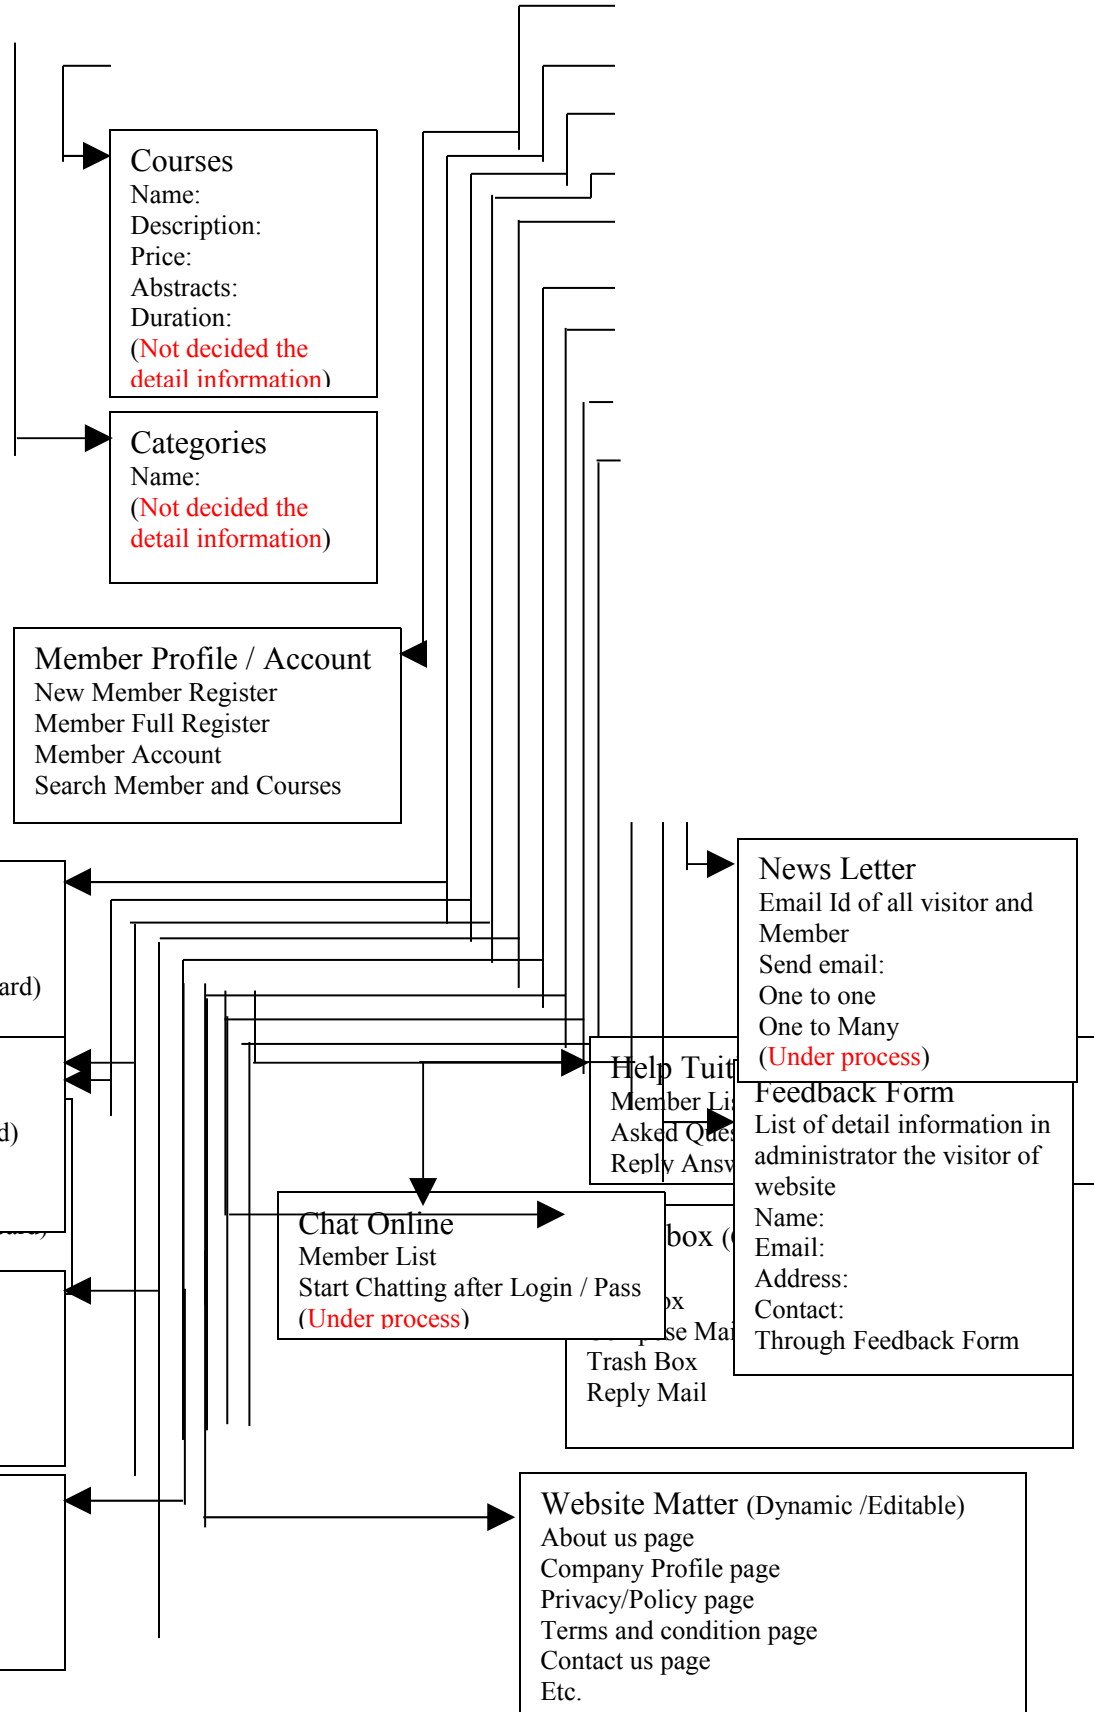 Courses
Name:
Description:
Price:
Abstracts:
Duration:
(Not decided the
detail information)
Categories
Name:
(Not decided the
detail information)
Member Profile / Account
New Member Register
Member Full Register
Member Account
Search Member and Courses
News Letter
Email Id of all visitor and
Member
Send email:
One to one
One to Many
(Under process)
Help
Member
Asked
Reply
Feedback Form
List of detail information in
administrator the visitor of
website
Name:
Email:
Address:
Contact:
Through Feedback Form
Chat Online
Member List
Start Chatting after Login / Pass
(Under process)
Trash Box
Reply Mail
Website Matter (Dynamic /Editable)
About us page
Company Profile page
Privacy/Policy page
Terms and condition page
Contact us page
Etc.